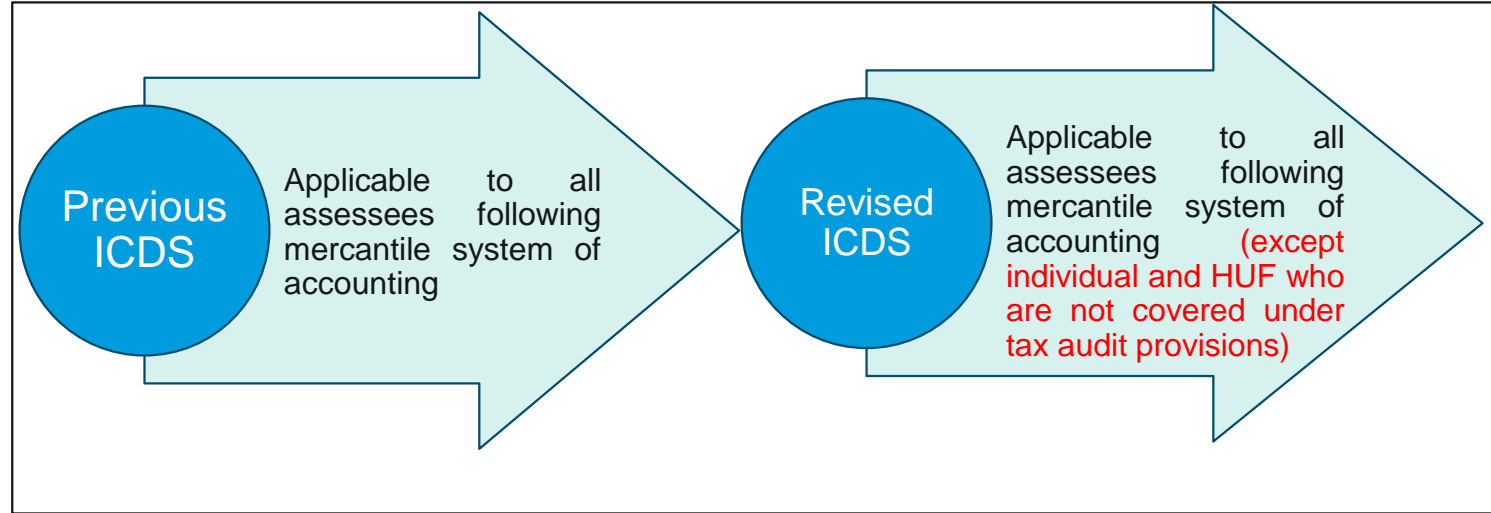 Previous
ICDS
Applicable to all
assessees following
mercantile system of
accounting
Revised
ICDS
Applicable to all
assessees following
mercantile system of
accounting (except
individual and HUF who
are not covered under
tax audit provisions)